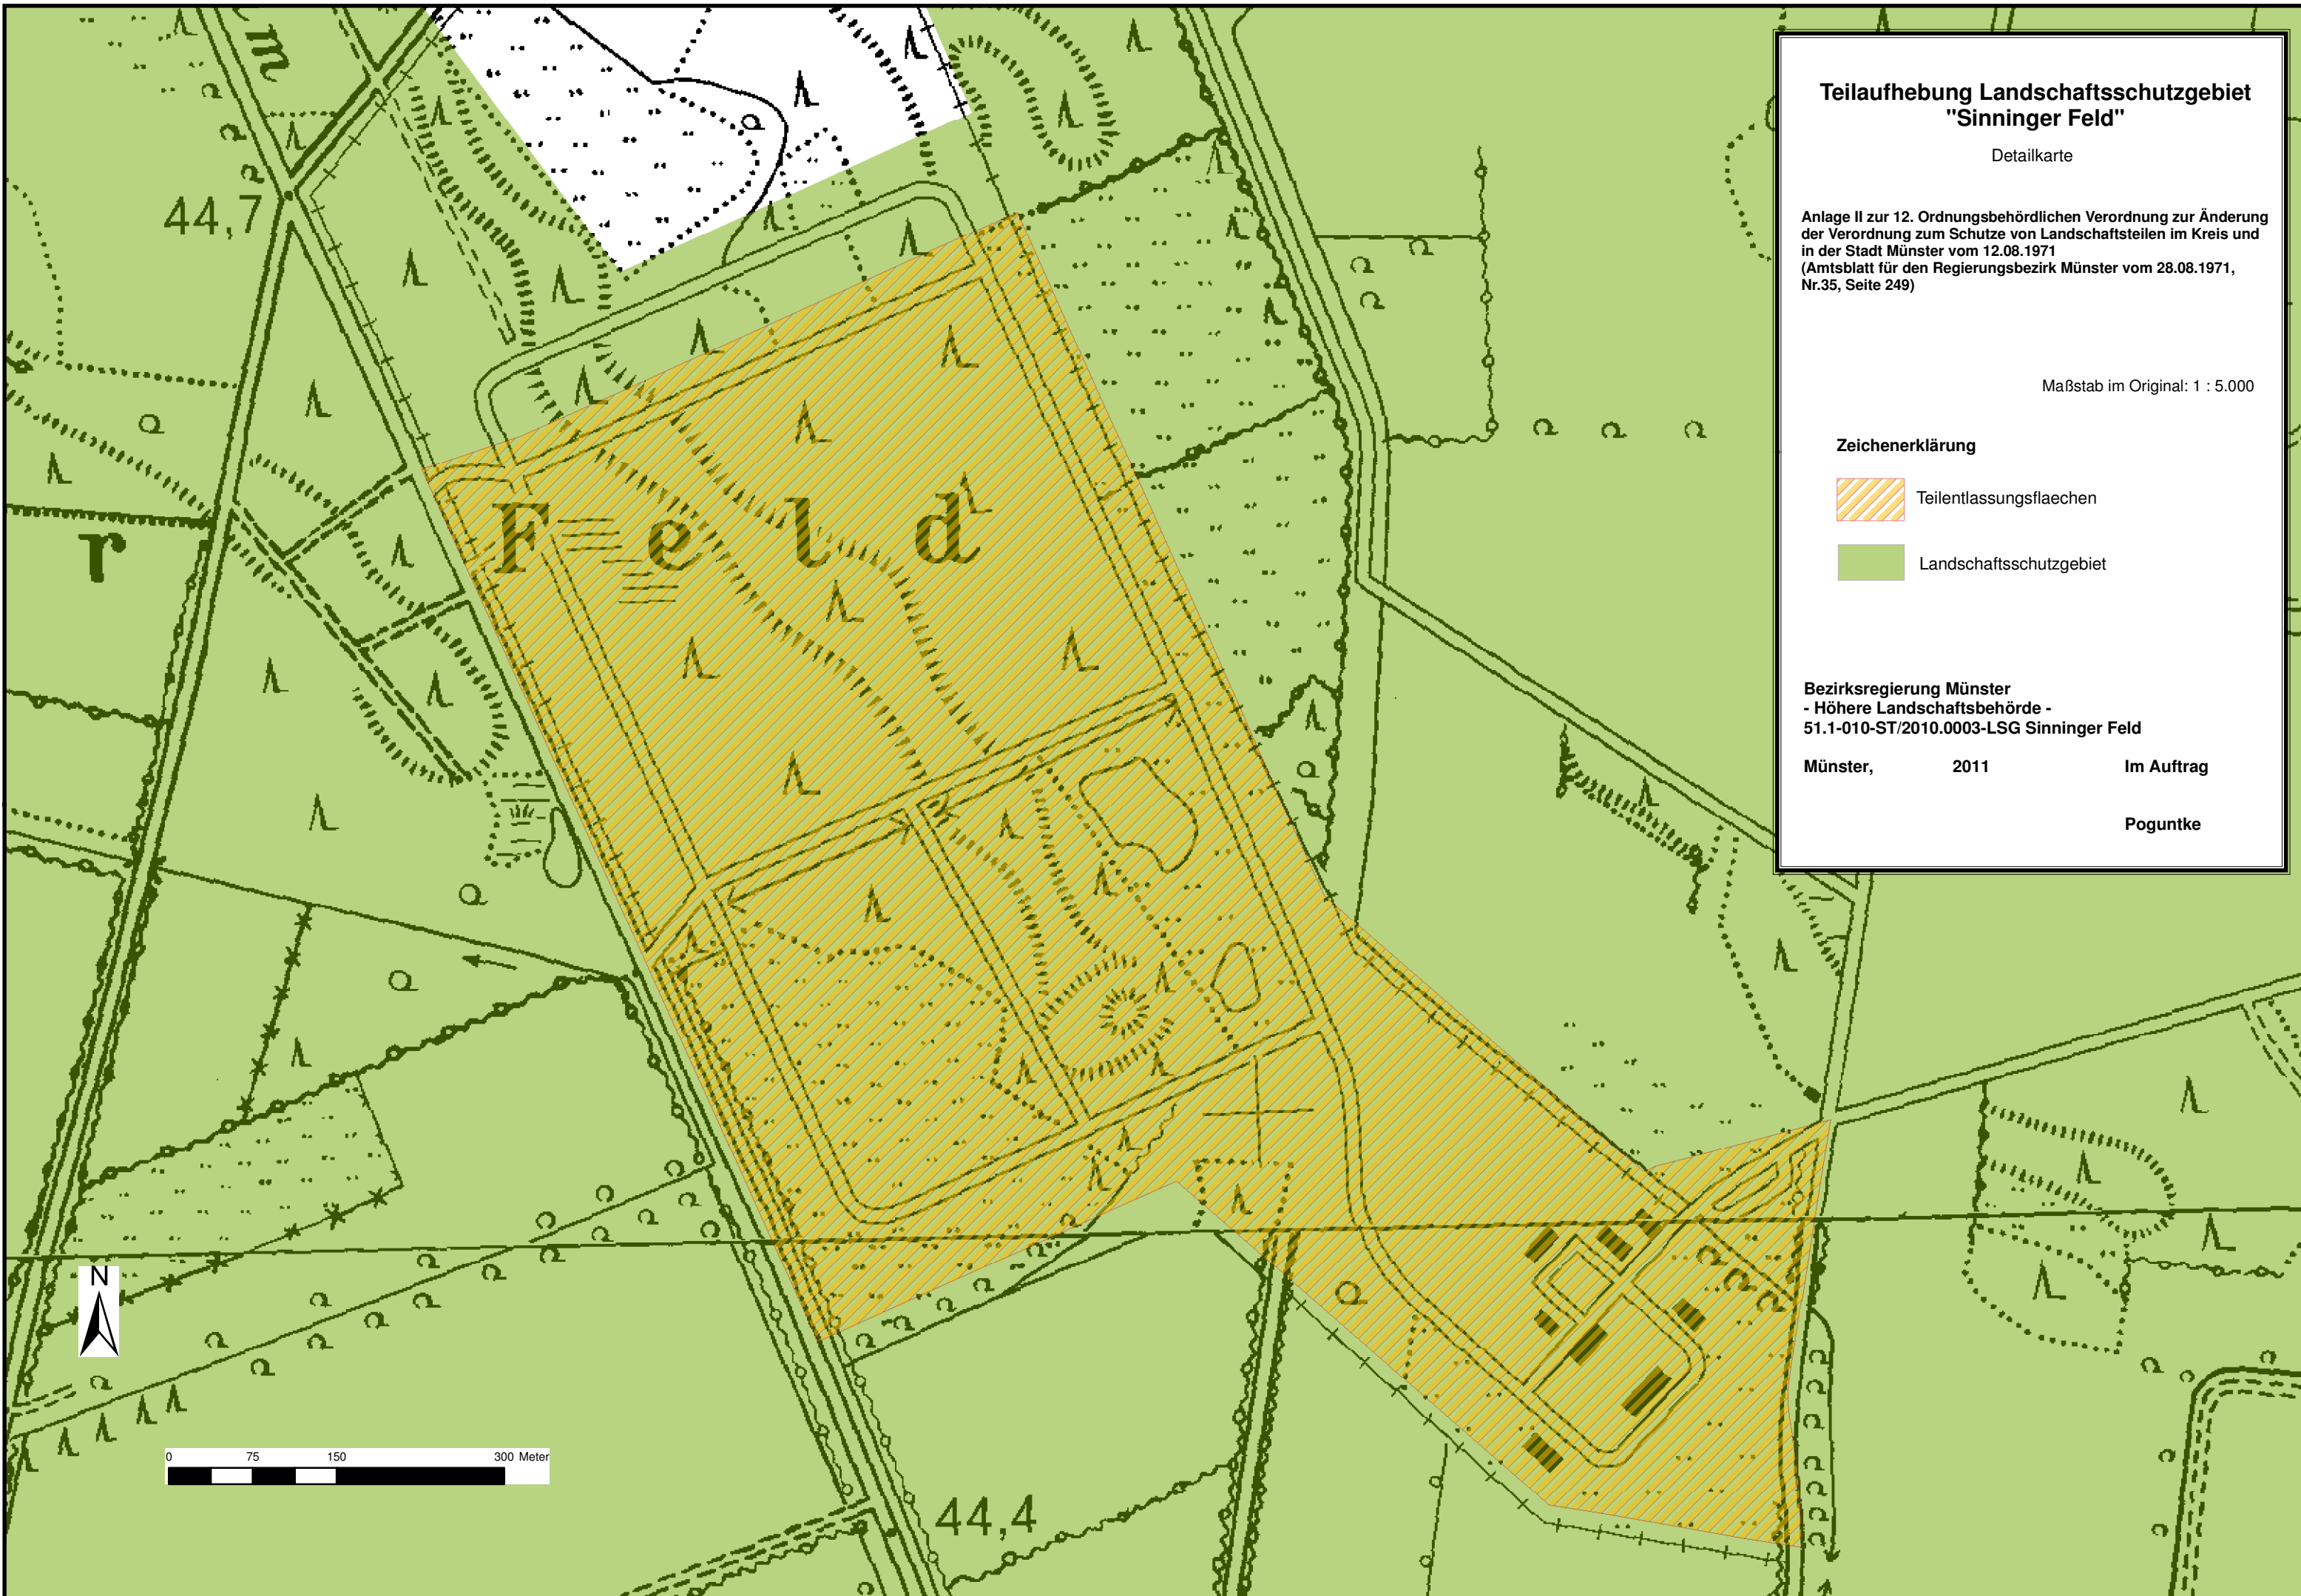 m
44,7
r
F e l d
44,4
N
0 75 150 300 Meter
Teilaufhebung Landschaftsschutzgebiet
"Sinninger Feld"
Detailkarte
Anlage II zur 12. Ordnungsbehördlichen Verordnung zur Änderung
der Verordnung zum Schutze von Landschaftsteilen im Kreis und
in der Stadt Münster vom 12.08.1971
(Amtsblatt für den Regierungsbezirk Münster vom 28.08.1971,
Nr.35, Seite 249)
Maßstab im Original: 1 : 5.000
Zeichenerklärung
Teilentlassungsflaechen
Landschaftsschutzgebiet
Bezirksregierung Münster
- Höhere Landschaftsbehörde -
51.1-010-ST/2010.0003-LSG Sinninger Feld
Münster, 2011 Im Auftrag
Poguntke